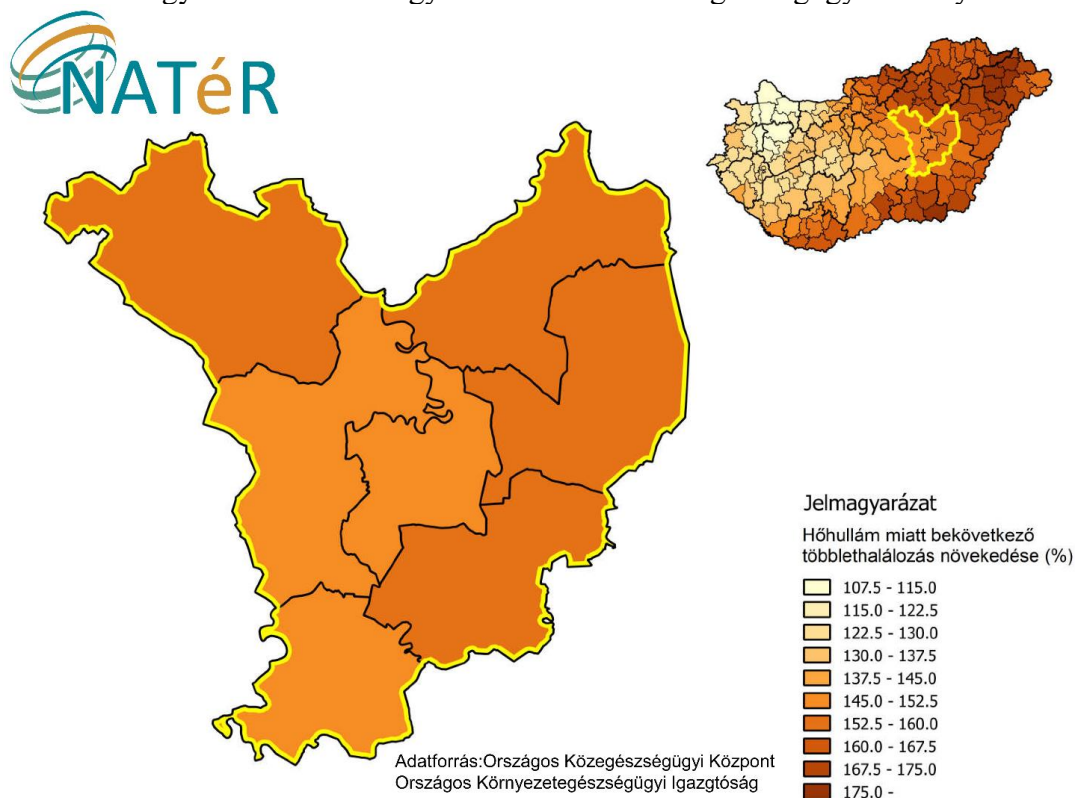 NATéR
Jelmagyarázat
Hőhullám miatt bekövetkező
többlethalálozás növekedése (%)
107.5 - 115.0
115.0 - 122.5
122.5 - 130.0
130.0 - 137.5
137.5 - 145.0
145.0 - 152.5
152.5 - 160.0
160.0 - 167.5
167.5 - 175.0
175.0 -
Adatforrás:Országos Közegészségügyi Központ
Országos Környezetegészségügyi Igazgtóság